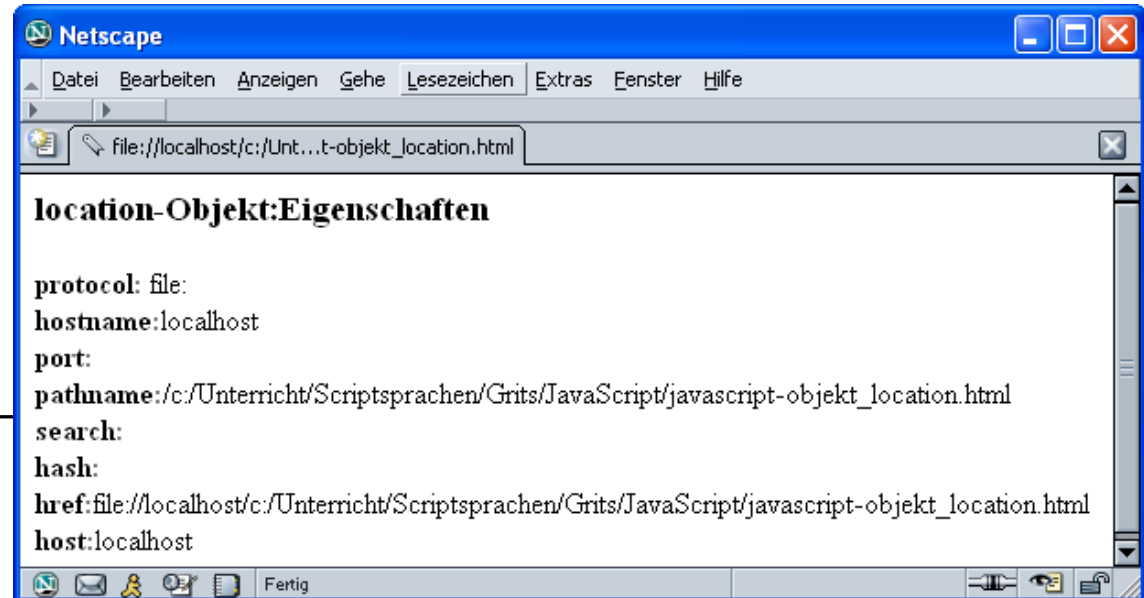 Netscape
Datei Bearbeiten Anzeigen Gehe Lesezeichen Extras Fenster Hilfe
file://localhost/c:/Unt...t-objekt_location.html
location-Objekt:Eigenschaften
protocol: file:
hostname:localhost
port:
pathname:/c:/Unterricht/Scriptsprachen/Grits/JavaScript/javascript-objekt_location.html
search:
hash:
href:file://localhost/c:/Unterricht/Scriptsprachen/Grits/JavaScript/javascript-objekt_location.html
host:localhost
Fertig